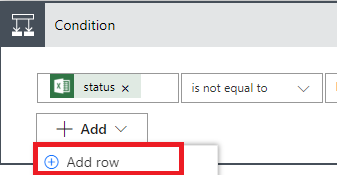 Condition
status × is not equal to
+ Add
Add row